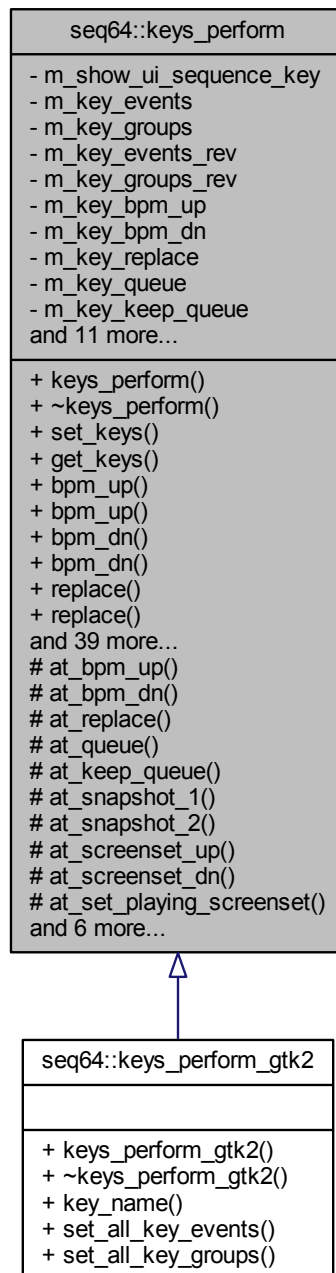 seq64::keys_perform
- m_show_ui_sequence_key
- m_key_events
- m_key_groups
- m_key_events_rev
- m_key_groups_rev
- m_key_bpm_up
- m_key_bpm_dn
- m_key_replace
- m_key_queue
- m_key_keep_queue
and 11 more...
+ keys_perform()
+ ~keys_perform()
+ set_keys()
+ get_keys()
+ bpm_up()
+ bpm_up()
+ bpm_dn()
+ bpm_dn()
+ replace()
+ replace()
and 39 more...
# at_bpm_up()
# at_bpm_dn()
# at_replace()
# at_queue()
# at_keep_queue()
# at_snapshot_1()
# at_snapshot_2()
# at_screenset_up()
# at_screenset_dn()
# at_set_playing_screenset()
and 6 more...
seq64::keys_perform_gtk2
+ keys_perform_gtk2()
+ ~keys_perform_gtk2()
+ key_name()
+ set_all_key_events()
+ set_all_key_groups()